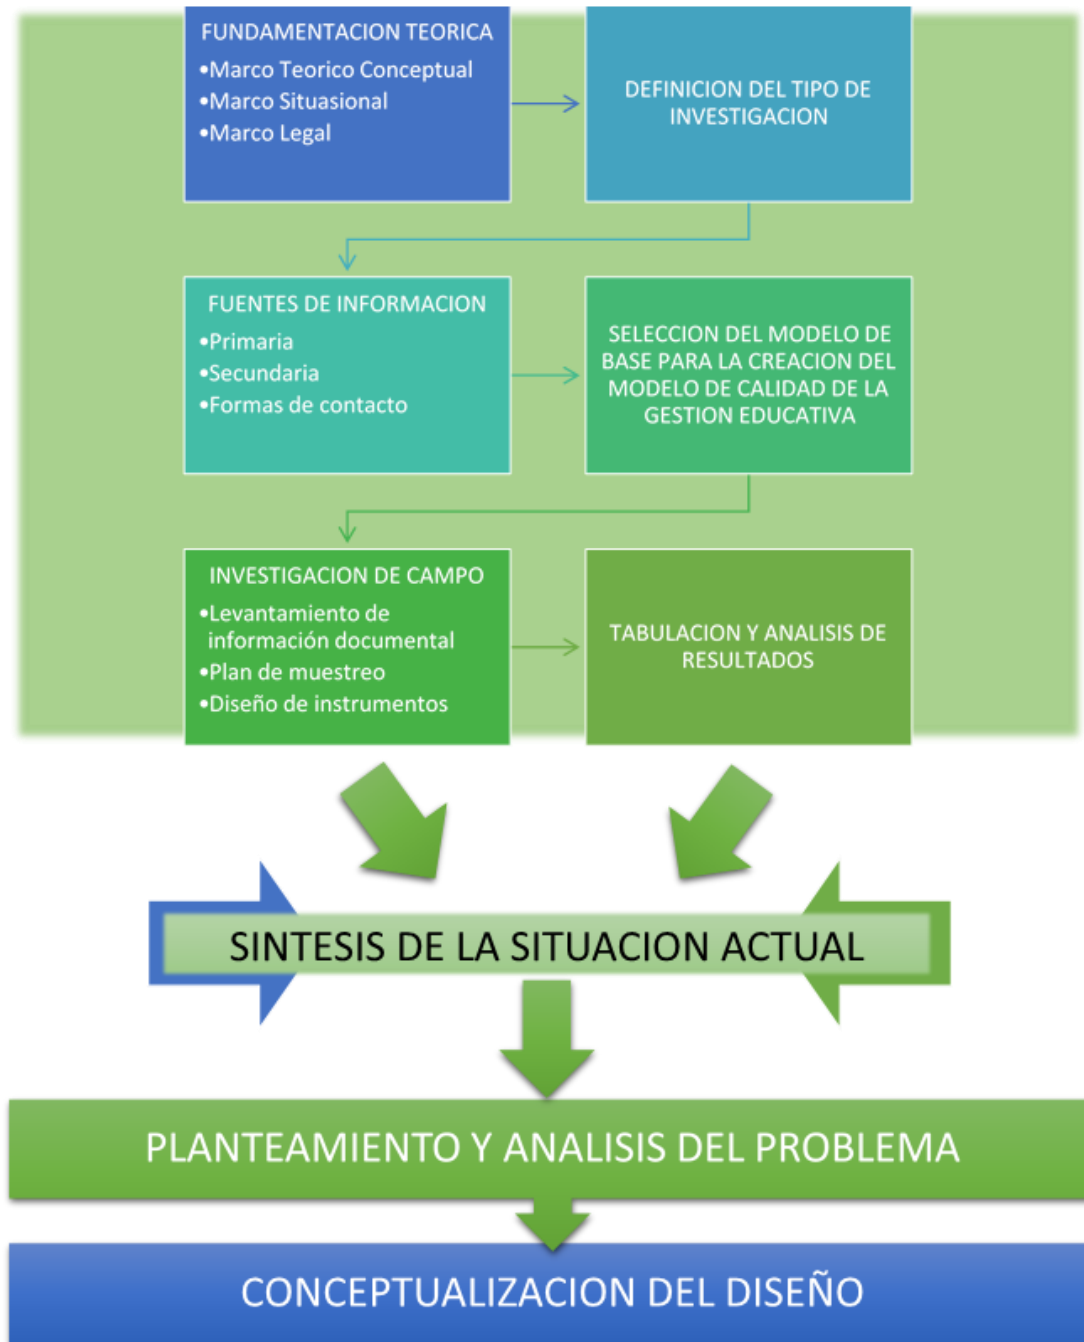 FUNDAMENTACION TEORICA
•Marco Teorico Conceptual
•Marco Situasional
•Marco Legal
DEFINICION DEL TIPO DE
INVESTIGACION
FUENTES DE INFORMACION
•Primaria
•Secundaria
•Formas de contacto
SELECCION DEL MODELO DE
BASE PARA LA CREACION DEL
MODELO DE CALIDAD DE LA
GESTION EDUCATIVA
INVESTIGACION DE CAMPO
•Levantamiento de
información documental
•Plan de muestreo
•Diseño de instrumentos
TABULACION Y ANALISIS DE
RESULTADOS
SINTESIS DE LA SITUACION ACTUAL
PLANTEAMIENTO Y ANALISIS DEL PROBLEMA
CONCEPTUALIZACION DEL DISEÑO